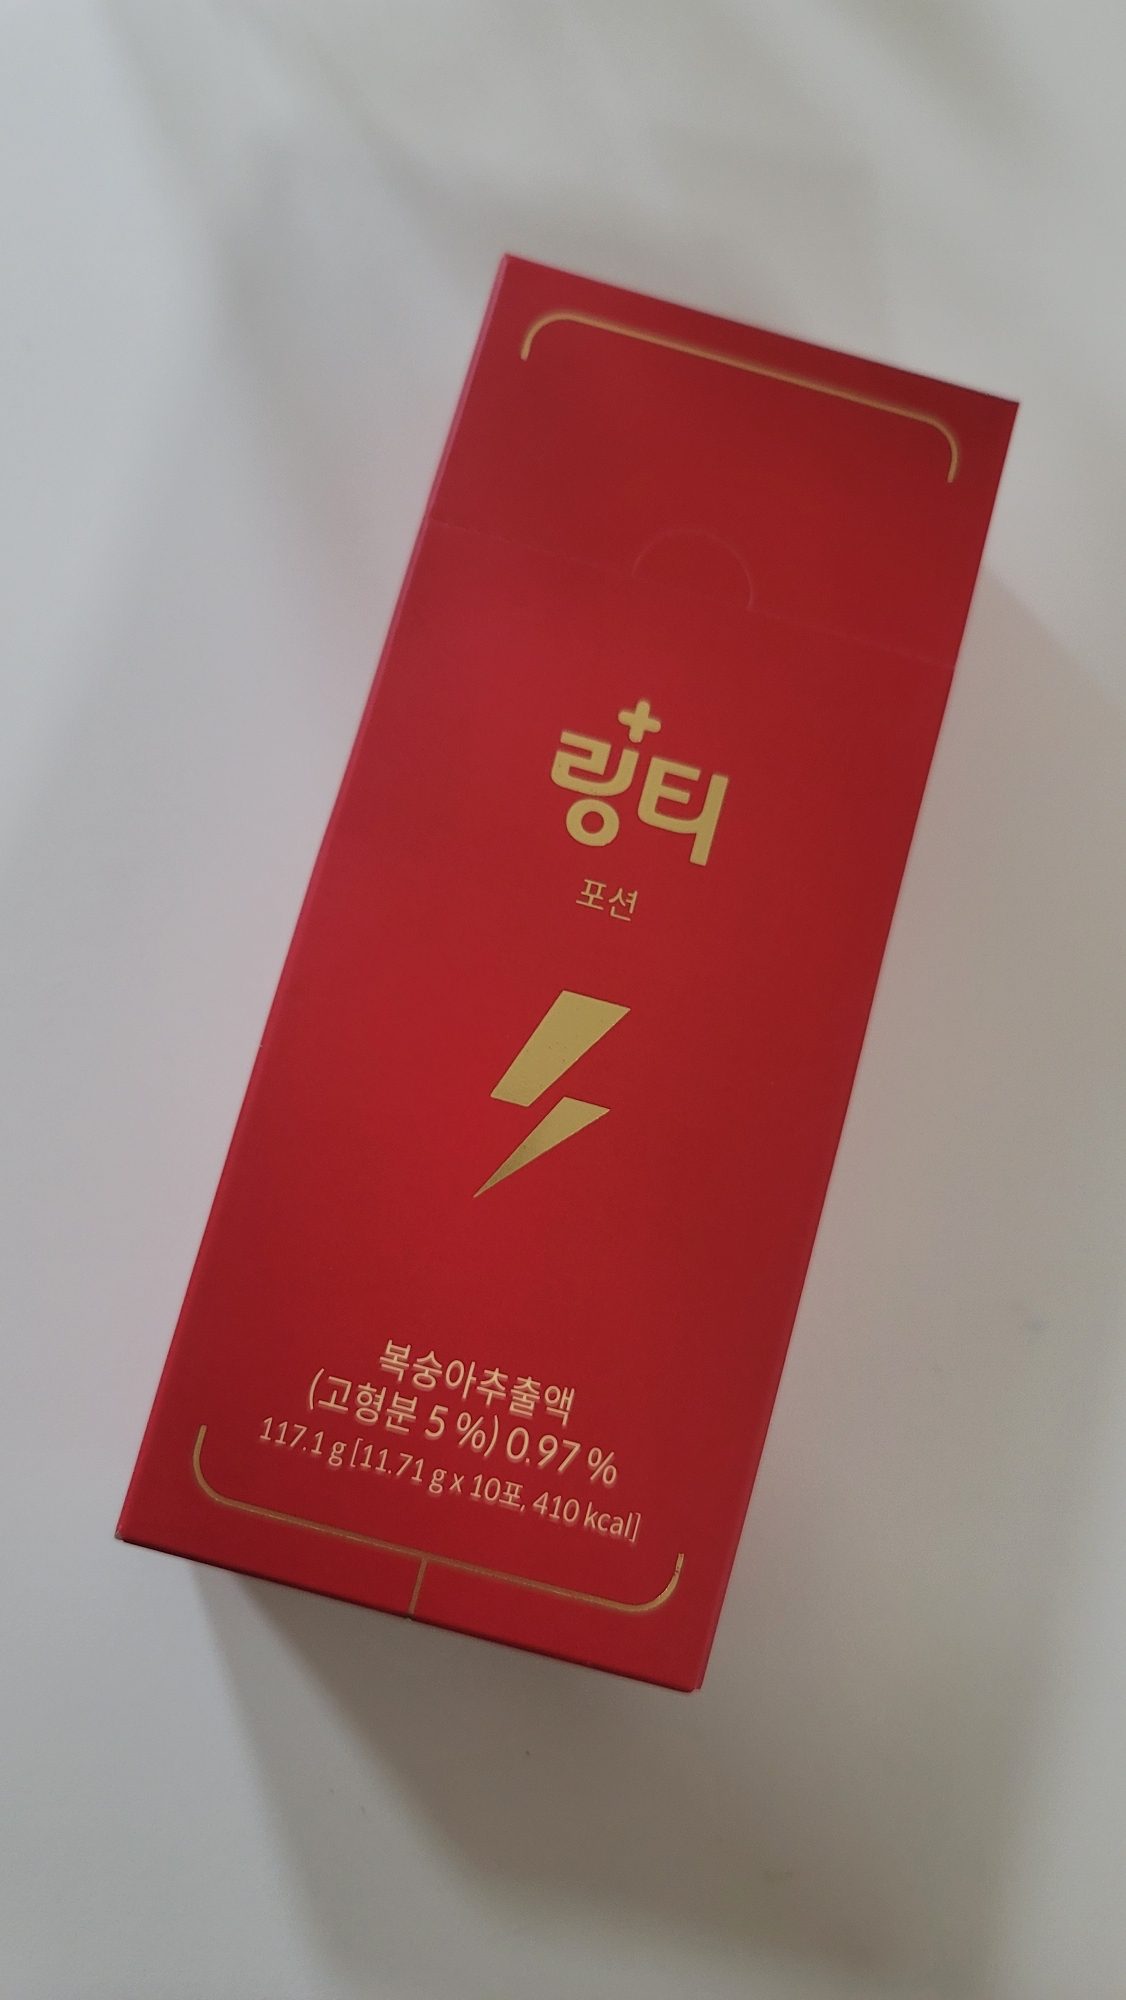 링티
포션
복숭아추출액
(고형분 5 %) 0.97 %
117.1 g [11.71 g x 10포, 410 kcal]